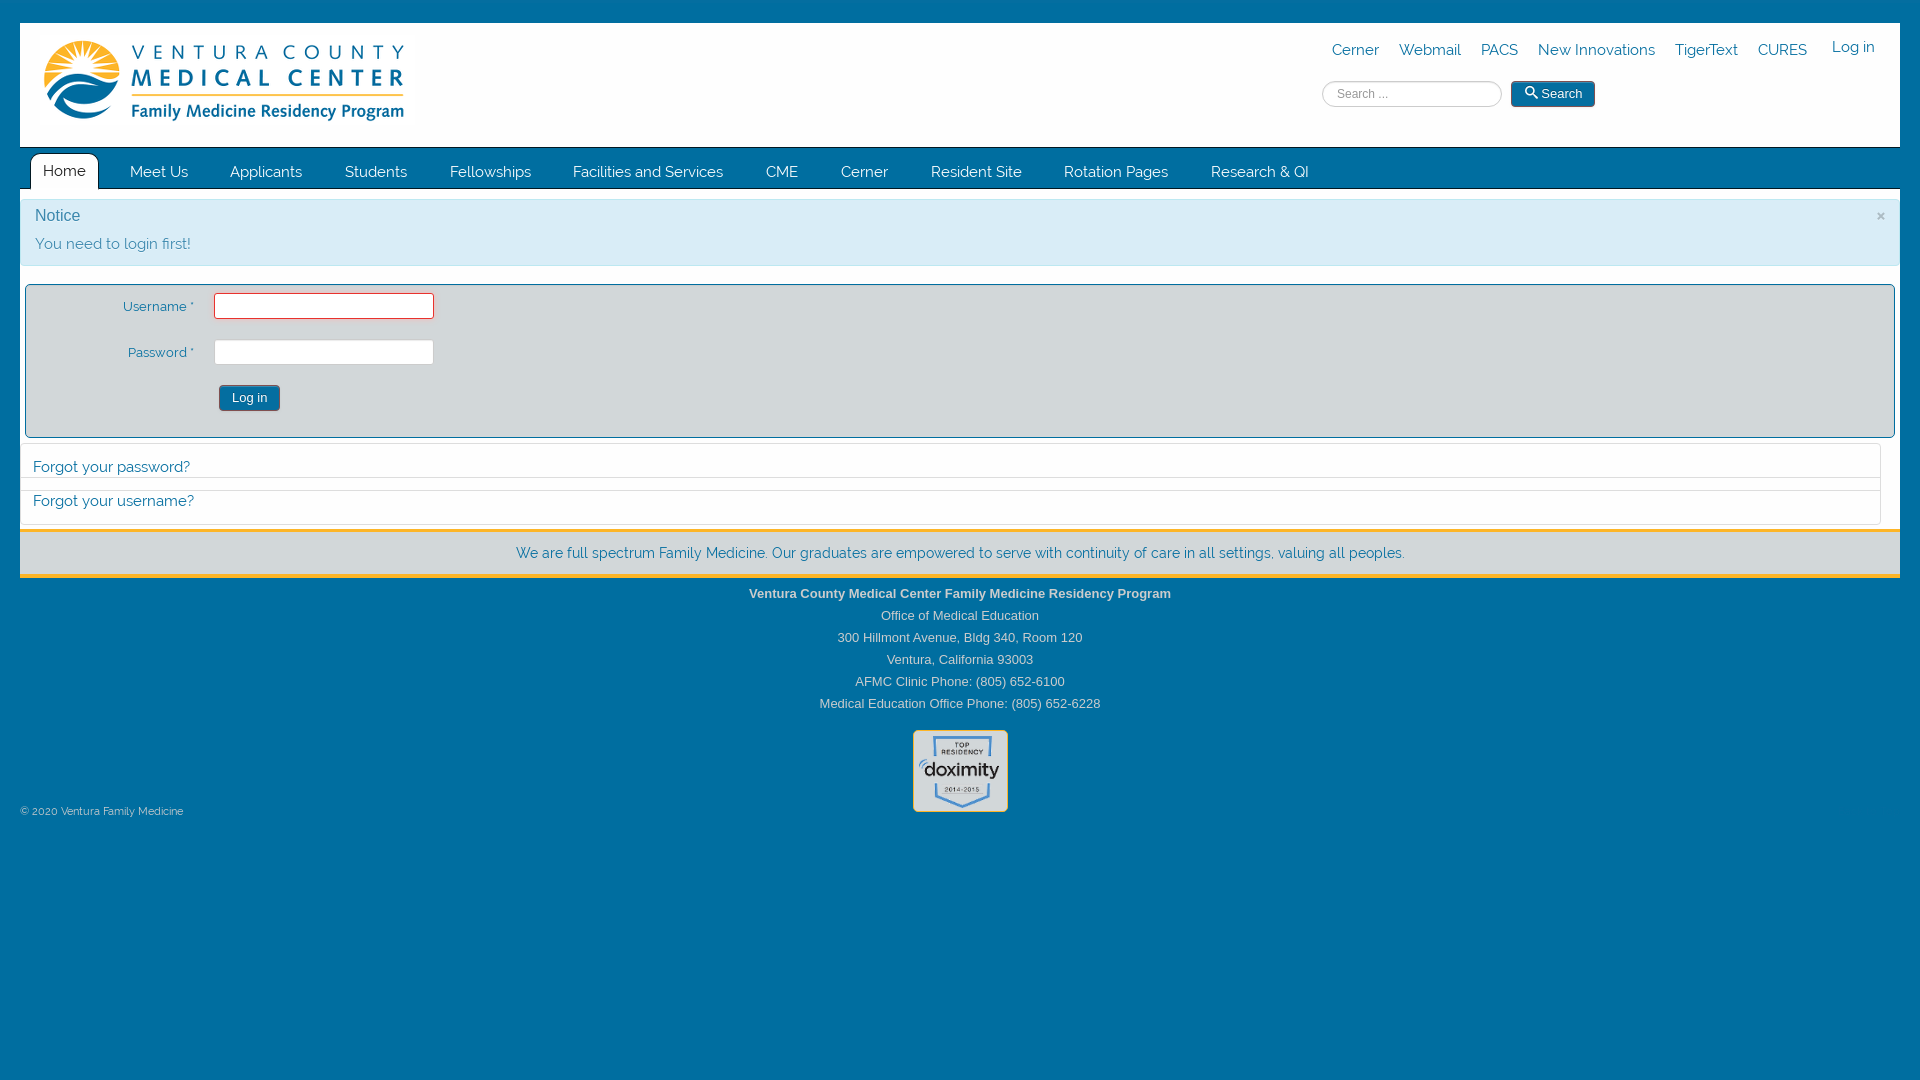 VENTURA COUNTY
MEDICAL CENTER
Family Medicine Residency Program
Cerner Webmail PACS New Innovations TigerText CURES Log in
Search ... Search
Home Meet Us Applicants Students Fellowships Facilities and Services CME Cerner Resident Site Rotation Pages Research & QI
Notice ×
You need to login first!
Username *
Password *
Log in
Forgot your password?
Forgot your username?
We are full spectrum Family Medicine. Our graduates are empowered to serve with continuity of care in all settings, valuing all peoples.
Ventura County Medical Center Family Medicine Residency Program
Office of Medical Education
300 Hillmont Avenue, Bldg 340, Room 120
Ventura, California 93003
AFMC Clinic Phone: (805) 652-6100
Medical Education Office Phone: (805) 652-6228
TOP
RESIDENCY
doximity
2014-2015
© 2020 Ventura Family Medicine